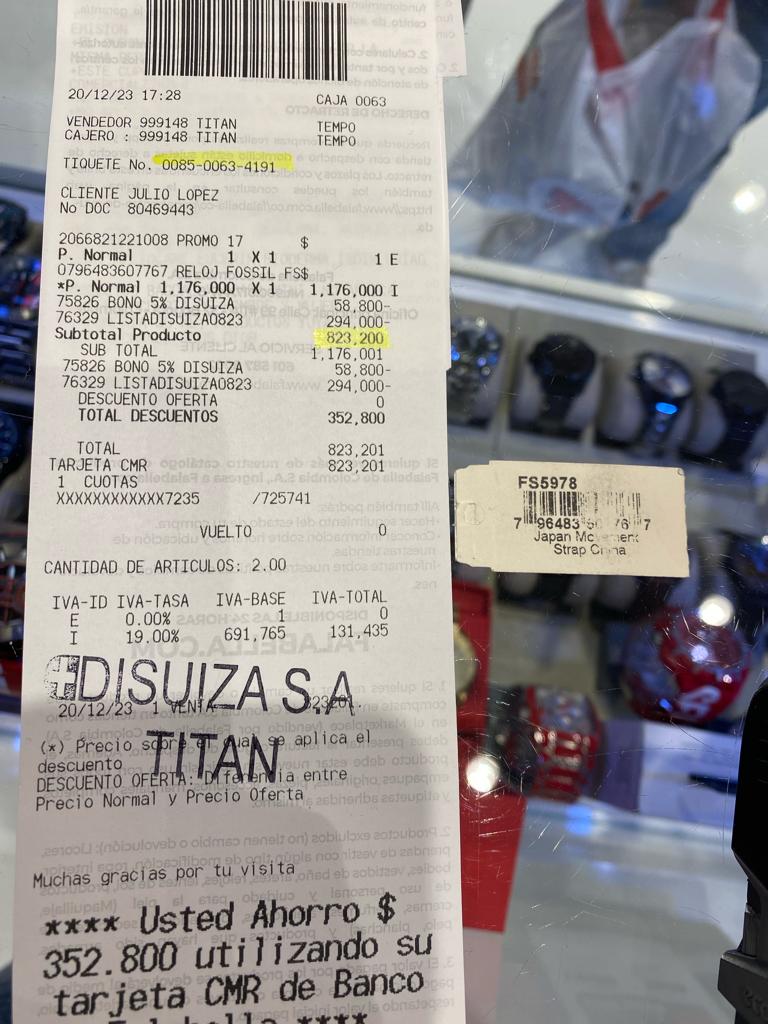 20/12/23 17:28 CAJA 0063
VENDEDOR 999148 TITAN TEMPO
CAJERO : 999148 TITAN TEMPO
TIQUETE No. 0085-0063-4191
CLIENTE JULIO LOPEZ
No DOC 80469443
2066821221008 PROMO 17 $
P. Normal 1 X 1 1 E
0796483607767 RELOJ FOSSIL FS$
*P. Normal 1,176,000 X 1 1,176,000 I
75826 BONO 5% DISUIZA 58,800-
76329 LISTADISUIZA0823 294,000-
Subtotal Producto 823,200
SUB TOTAL 1,176,001
75826 BONO 5% DISUIZA 58,800-
76329 LISTADISUIZA0823 294,000-
DESCUENTO OFERTA 0
TOTAL DESCUENTOS 352,800
TOTAL 823,201
TARJETA CMR 823,201
1 CUOTAS
XXXXXXXXXXXX7235 /725741
VUELTO 0
CANTIDAD DE ARTICULOS: 2.00
IVA-ID IVA-TASA IVA-BASE IVA-TOTAL
E 0.00% 1 0
I 19.00% 691,765 131,435
DISUIZA S.A
20/12/23 1 VENTA
TITAN
(*) Precio sobre el cual se aplica el
descuento
DESCUENTO OFERTA: Diferencia entre
Precio Normal y Precio Oferta
Muchas gracias por tu visita
**** Usted Ahorro $
352.800 utilizando su
tarjeta CMR de Banco
FS5978
7 96483 60776 7
Japan Movement
Strap China